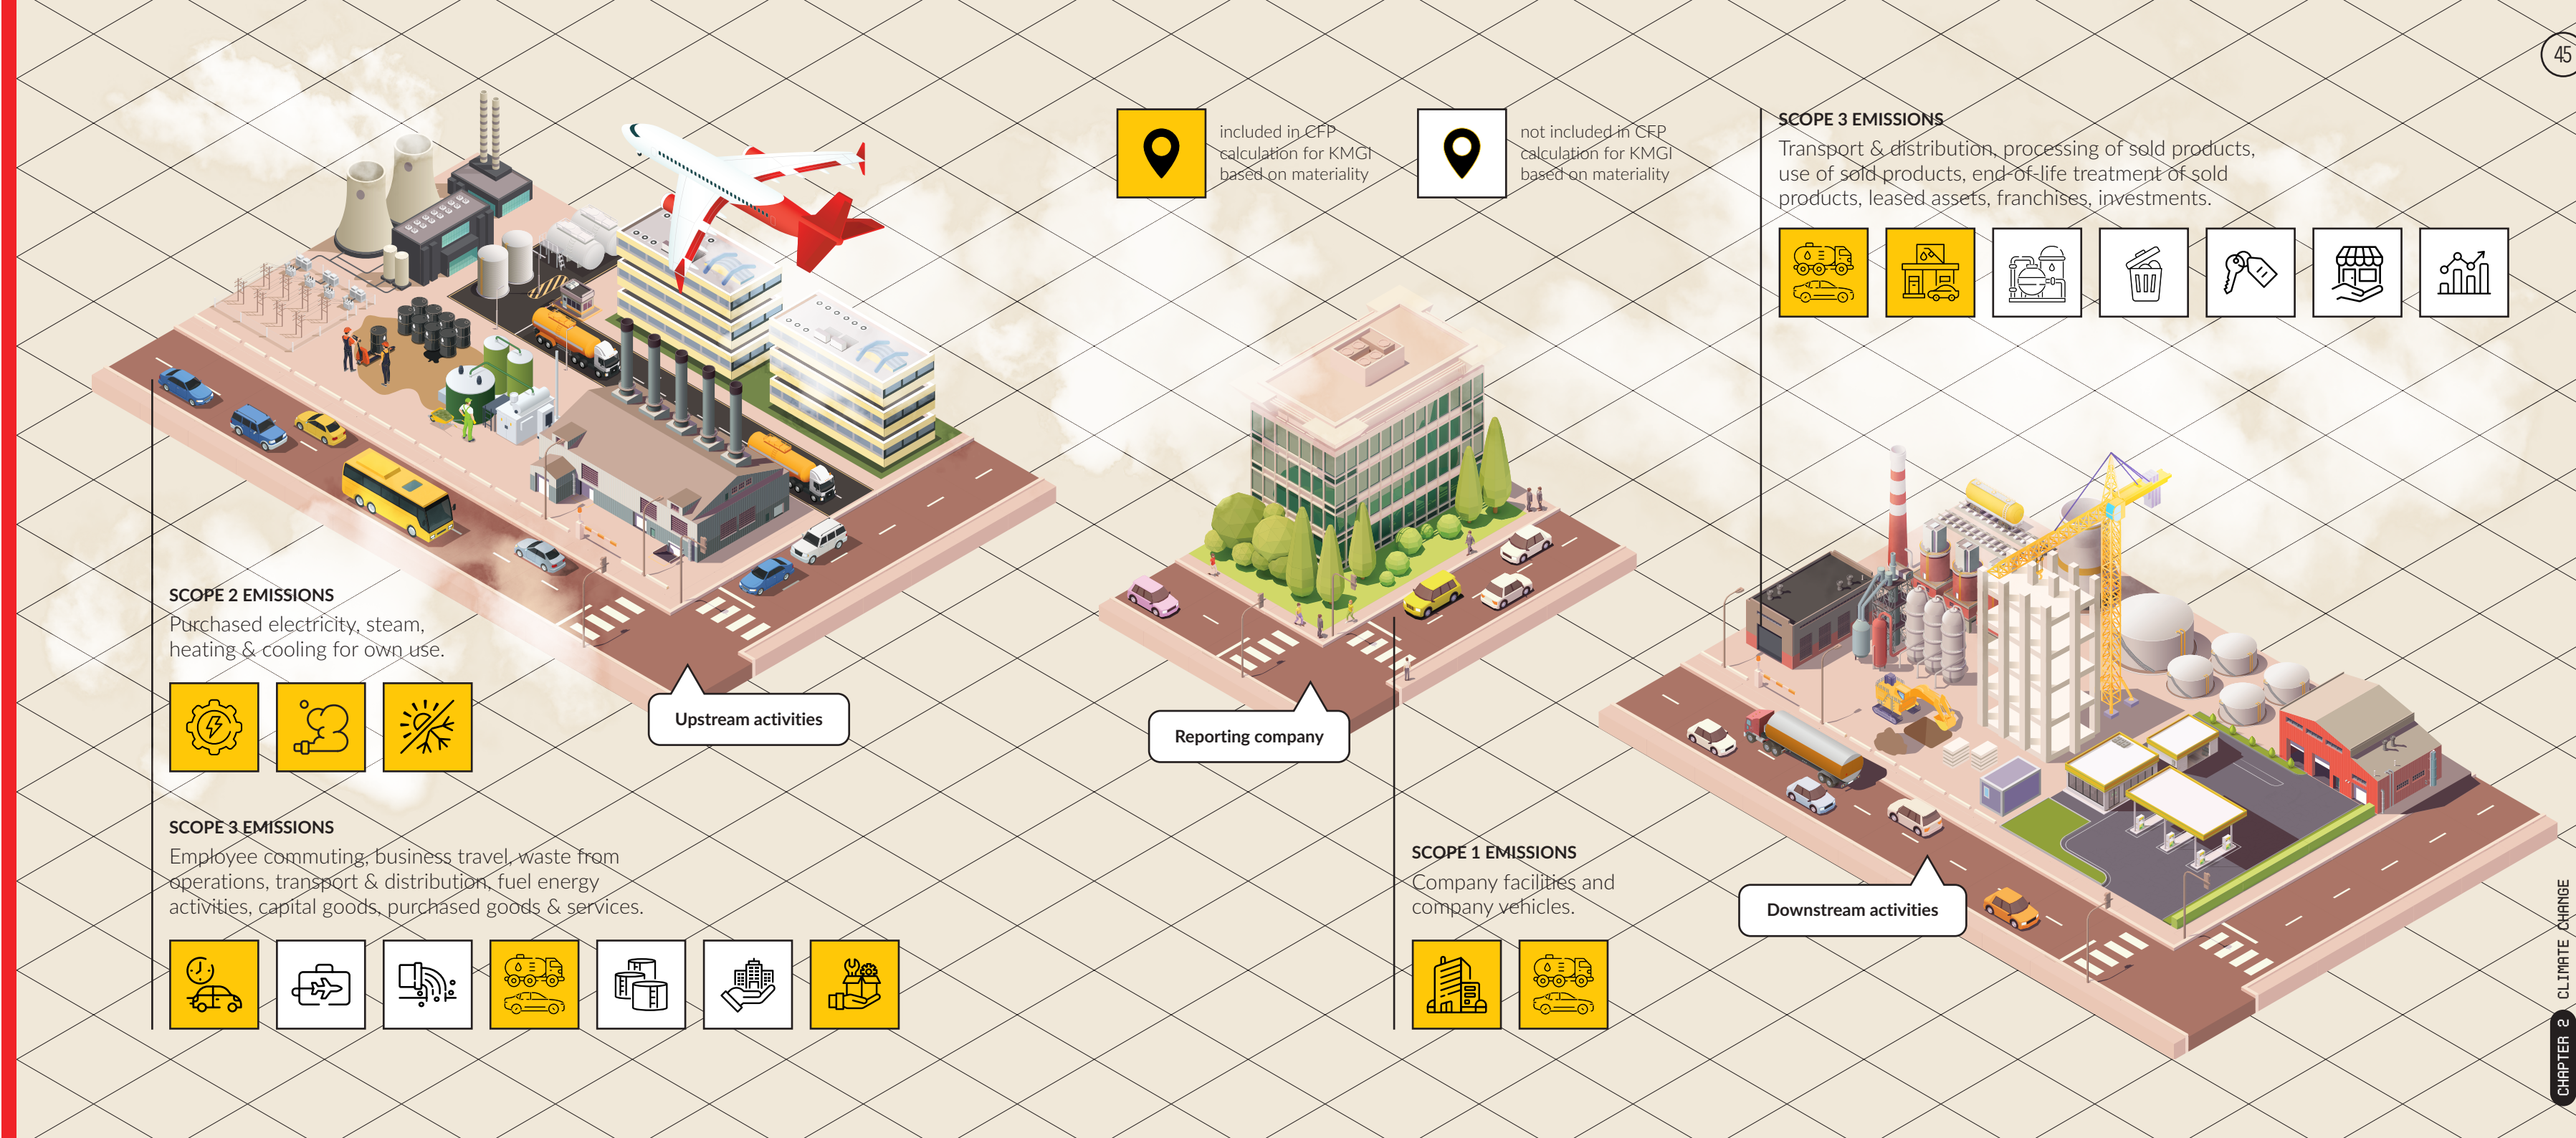 45
included in CFP
calculation for KMGI
based on materiality
not included in CFP
calculation for KMGI
based on materiality
SCOPE 3 EMISSIONS
Transport & distribution, processing of sold products,
use of sold products, end-of-life treatment of sold
products, leased assets, franchises, investments.
SCOPE 2 EMISSIONS
Purchased electricity, steam,
heating & cooling for own use.
Upstream activities
Reporting company
SCOPE 3 EMISSIONS
Employee commuting, business travel, waste from
operations, transport & distribution, fuel energy
activities, capital goods, purchased goods & services.
SCOPE 1 EMISSIONS
Company facilities and
company vehicles.
Downstream activities
CHAPTER 2 CLIMATE CHANGE